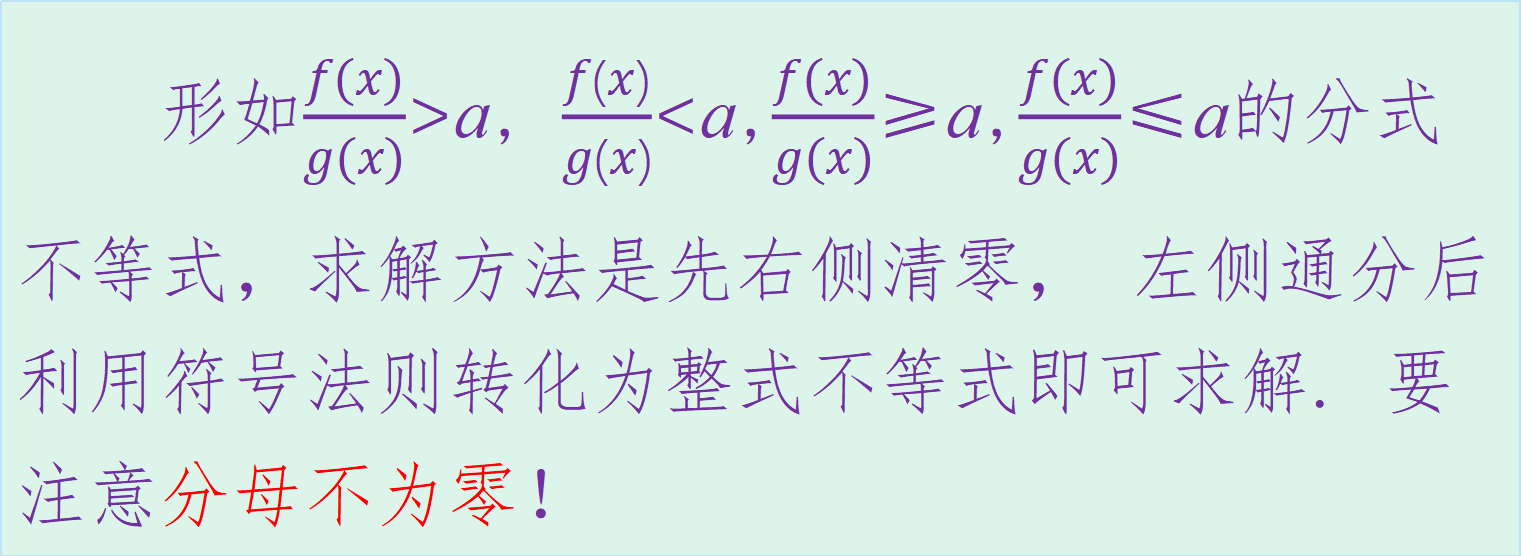 形如f(x)/g(x)>a, f(x)/g(x)<a,f(x)/g(x)≥a,f(x)/g(x)≤a的分式
不等式，求解方法是先右侧清零， 左侧通分后
利用符号法则转化为整式不等式即可求解. 要
注意分母不为零！